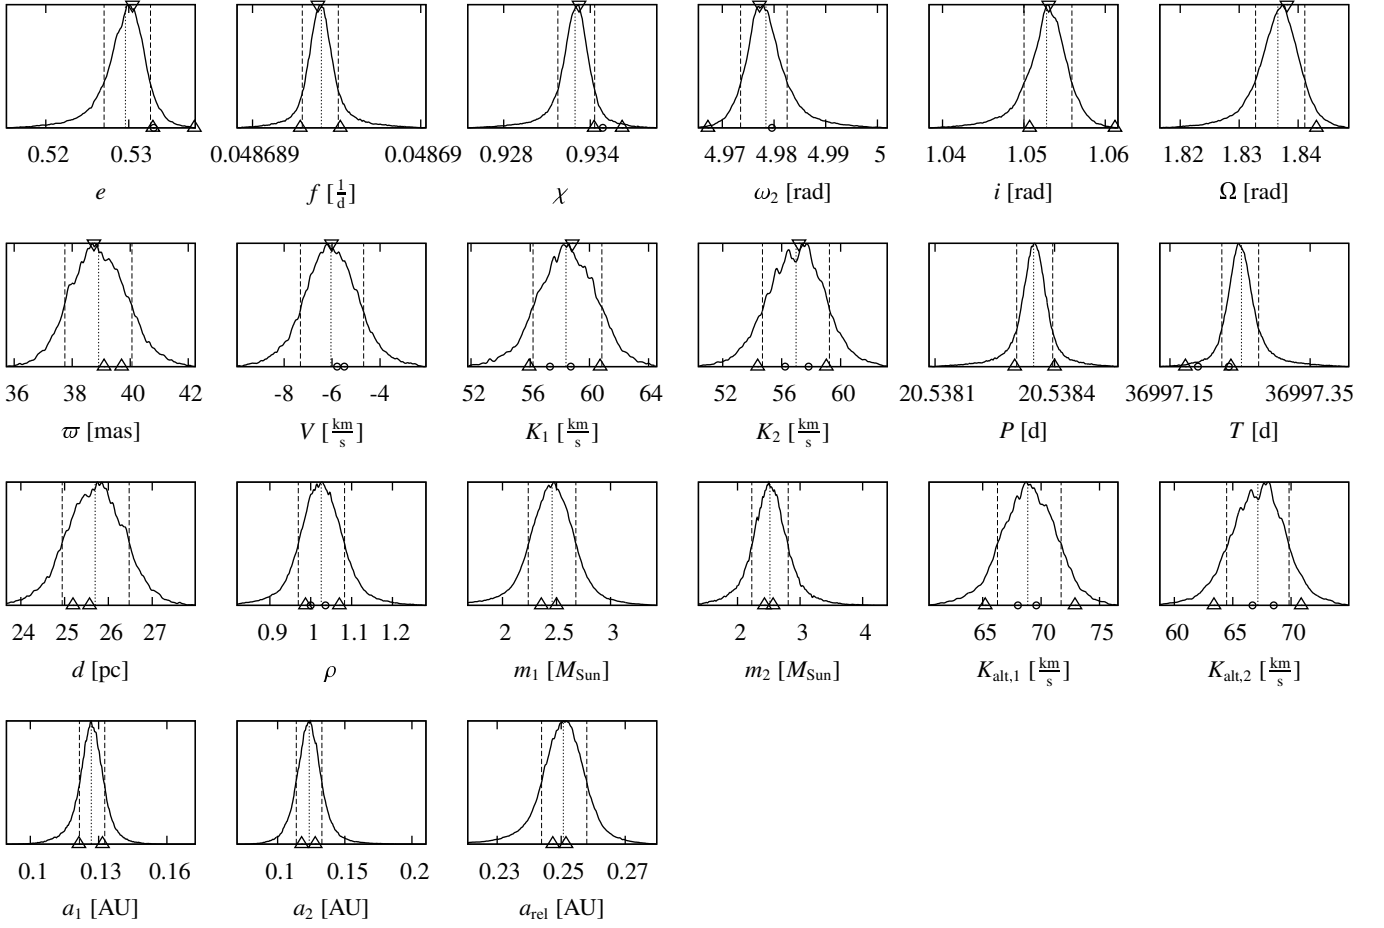 0.52 0.53 0.048689 0.04869 0.928 0.934 4.97 4.98 4.99 5 1.04 1.05 1.06 1.82 1.83 1.84
e f [1/d] χ ω₂ [rad] i [rad] Ω [rad]
36 38 40 42 -8 -6 -4 52 56 60 64 52 56 60 20.5381 20.5384 36997.15 36997.35
ϖ [mas] V [km/s] K₁ [km/s] K₂ [km/s] P [d] T [d]
24 25 26 27 0.9 1 1.1 1.2 2 2.5 3 2 3 4 65 70 75 60 65 70
d [pc] ρ m₁ [M_Sun] m₂ [M_Sun] K_alt,1 [km/s] K_alt,2 [km/s]
0.1 0.13 0.16 0.1 0.15 0.2 0.23 0.25 0.27
a₁ [AU] a₂ [AU] a_rel [AU]